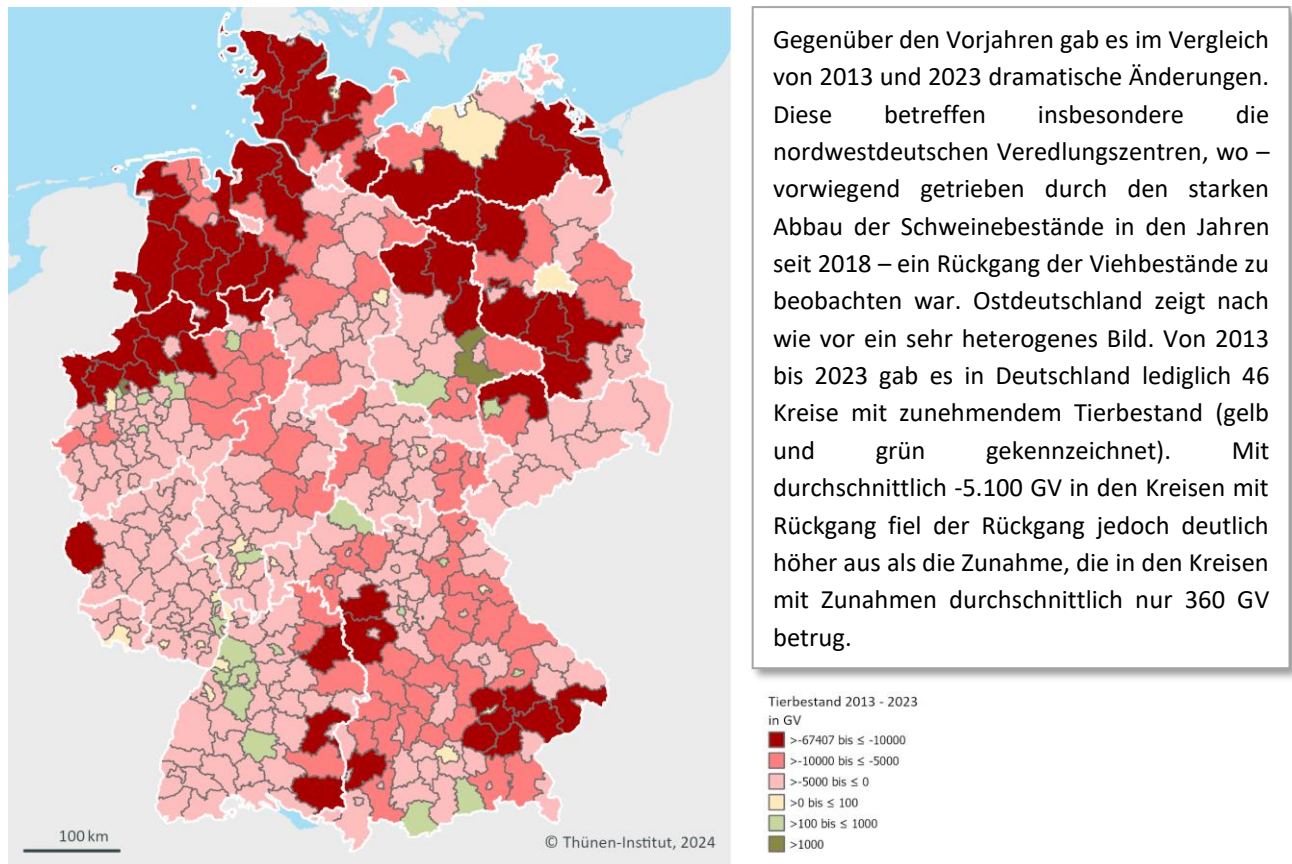 Gegenüber den Vorjahren gab es im Vergleich
von 2013 und 2023 dramatische Änderungen.
Diese betreffen insbesondere die
nordwestdeutschen Veredlungszentren, wo –
vorwiegend getrieben durch den starken
Abbau der Schweinebestände in den Jahren
seit 2018 – ein Rückgang der Viehbestände zu
beobachten war. Ostdeutschland zeigt nach
wie vor ein sehr heterogenes Bild. Von 2013
bis 2023 gab es in Deutschland lediglich 46
Kreise mit zunehmendem Tierbestand (gelb
und grün gekennzeichnet). Mit
durchschnittlich -5.100 GV in den Kreisen mit
Rückgang fiel der Rückgang jedoch deutlich
höher aus als die Zunahme, die in den Kreisen
mit Zunahmen durchschnittlich nur 360 GV
betrug.
Tierbestand 2013 - 2023
in GV
>-67407 bis ≤ -10000
>-10000 bis ≤ -5000
>-5000 bis ≤ 0
>0 bis ≤ 100
>100 bis ≤ 1000
>1000
100 km
© Thünen-Institut, 2024